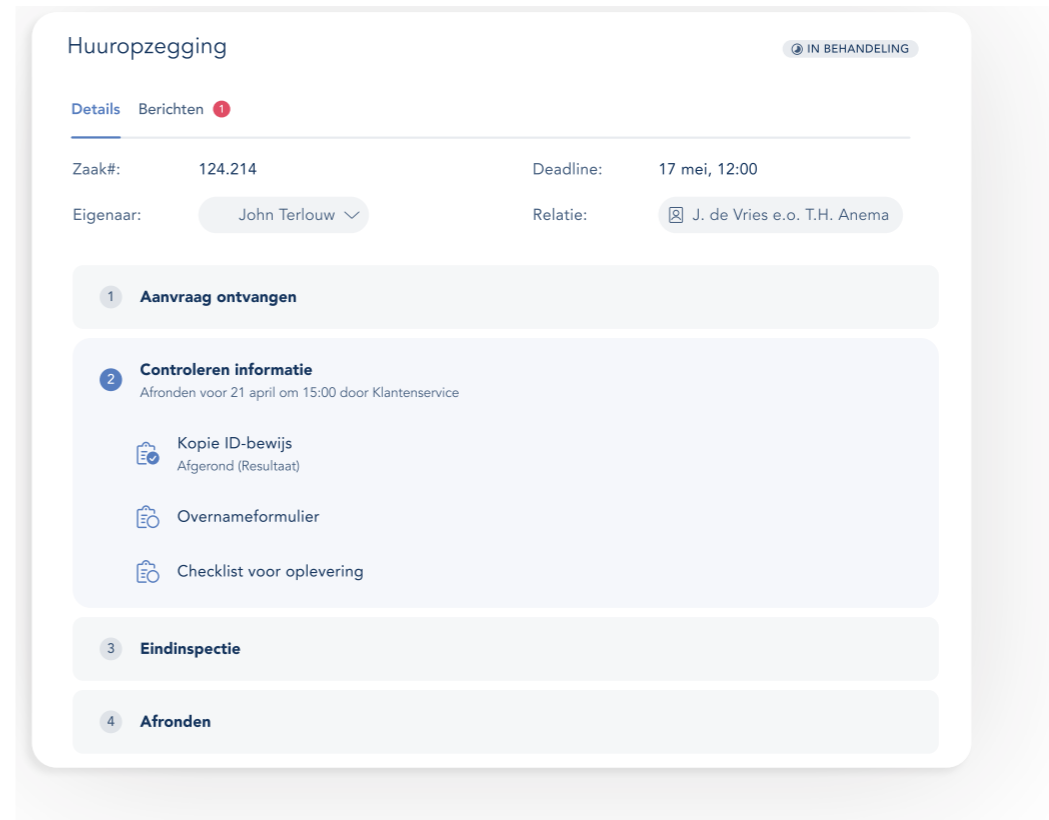 Huuropzegging
IN BEHANDELING
Details Berichten 1
Zaak#: 124.214 Deadline: 17 mei, 12:00
Eigenaar: John Terlouw Relatie: J. de Vries e.o. T.H. Anema
1 Aanvraag ontvangen
2 Controleren informatie
Afronden voor 21 april om 15:00 door Klantenservice
Kopie ID-bewijs
Afgerond (Resultaat)
Overnameformulier
Checklist voor oplevering
3 Eindinspectie
4 Afronden